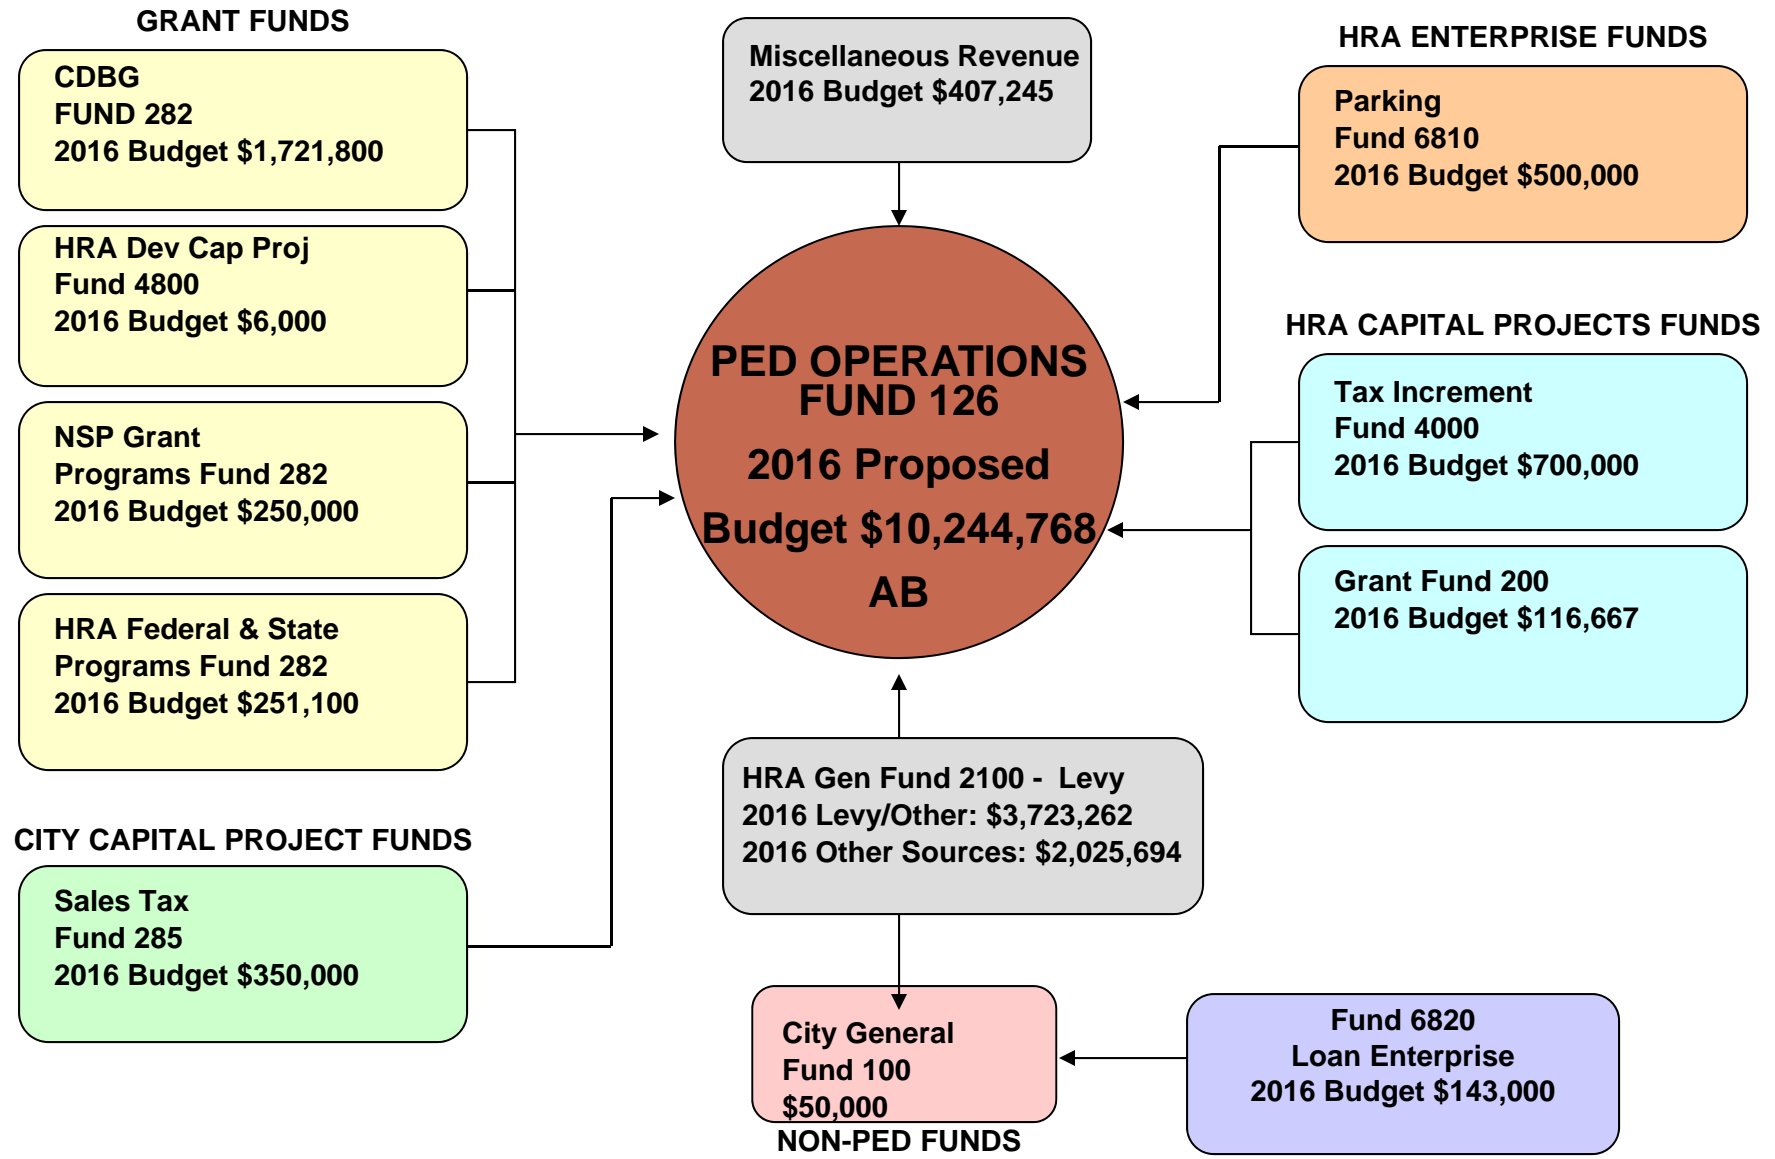 GRANT FUNDS
CDBG
FUND 282
2016 Budget $1,721,800
HRA Dev Cap Proj
Fund 4800
2016 Budget $6,000
NSP Grant
Programs Fund 282
2016 Budget $250,000
HRA Federal & State
Programs Fund 282
2016 Budget $251,100
CITY CAPITAL PROJECT FUNDS
Sales Tax
Fund 285
2016 Budget $350,000
Miscellaneous Revenue
2016 Budget $407,245
PED OPERATIONS
FUND 126
2016 Proposed
Budget $10,244,768
AB
HRA Gen Fund 2100 -  Levy
2016 Levy/Other: $3,723,262
2016 Other Sources: $2,025,694
City General
Fund 100
$50,000
NON-PED FUNDS
HRA ENTERPRISE FUNDS
Parking
Fund 6810
2016 Budget $500,000
HRA CAPITAL PROJECTS FUNDS
Tax Increment
Fund 4000
2016 Budget $700,000
Grant Fund 200
2016 Budget $116,667
Fund 6820
Loan Enterprise
2016 Budget $143,000